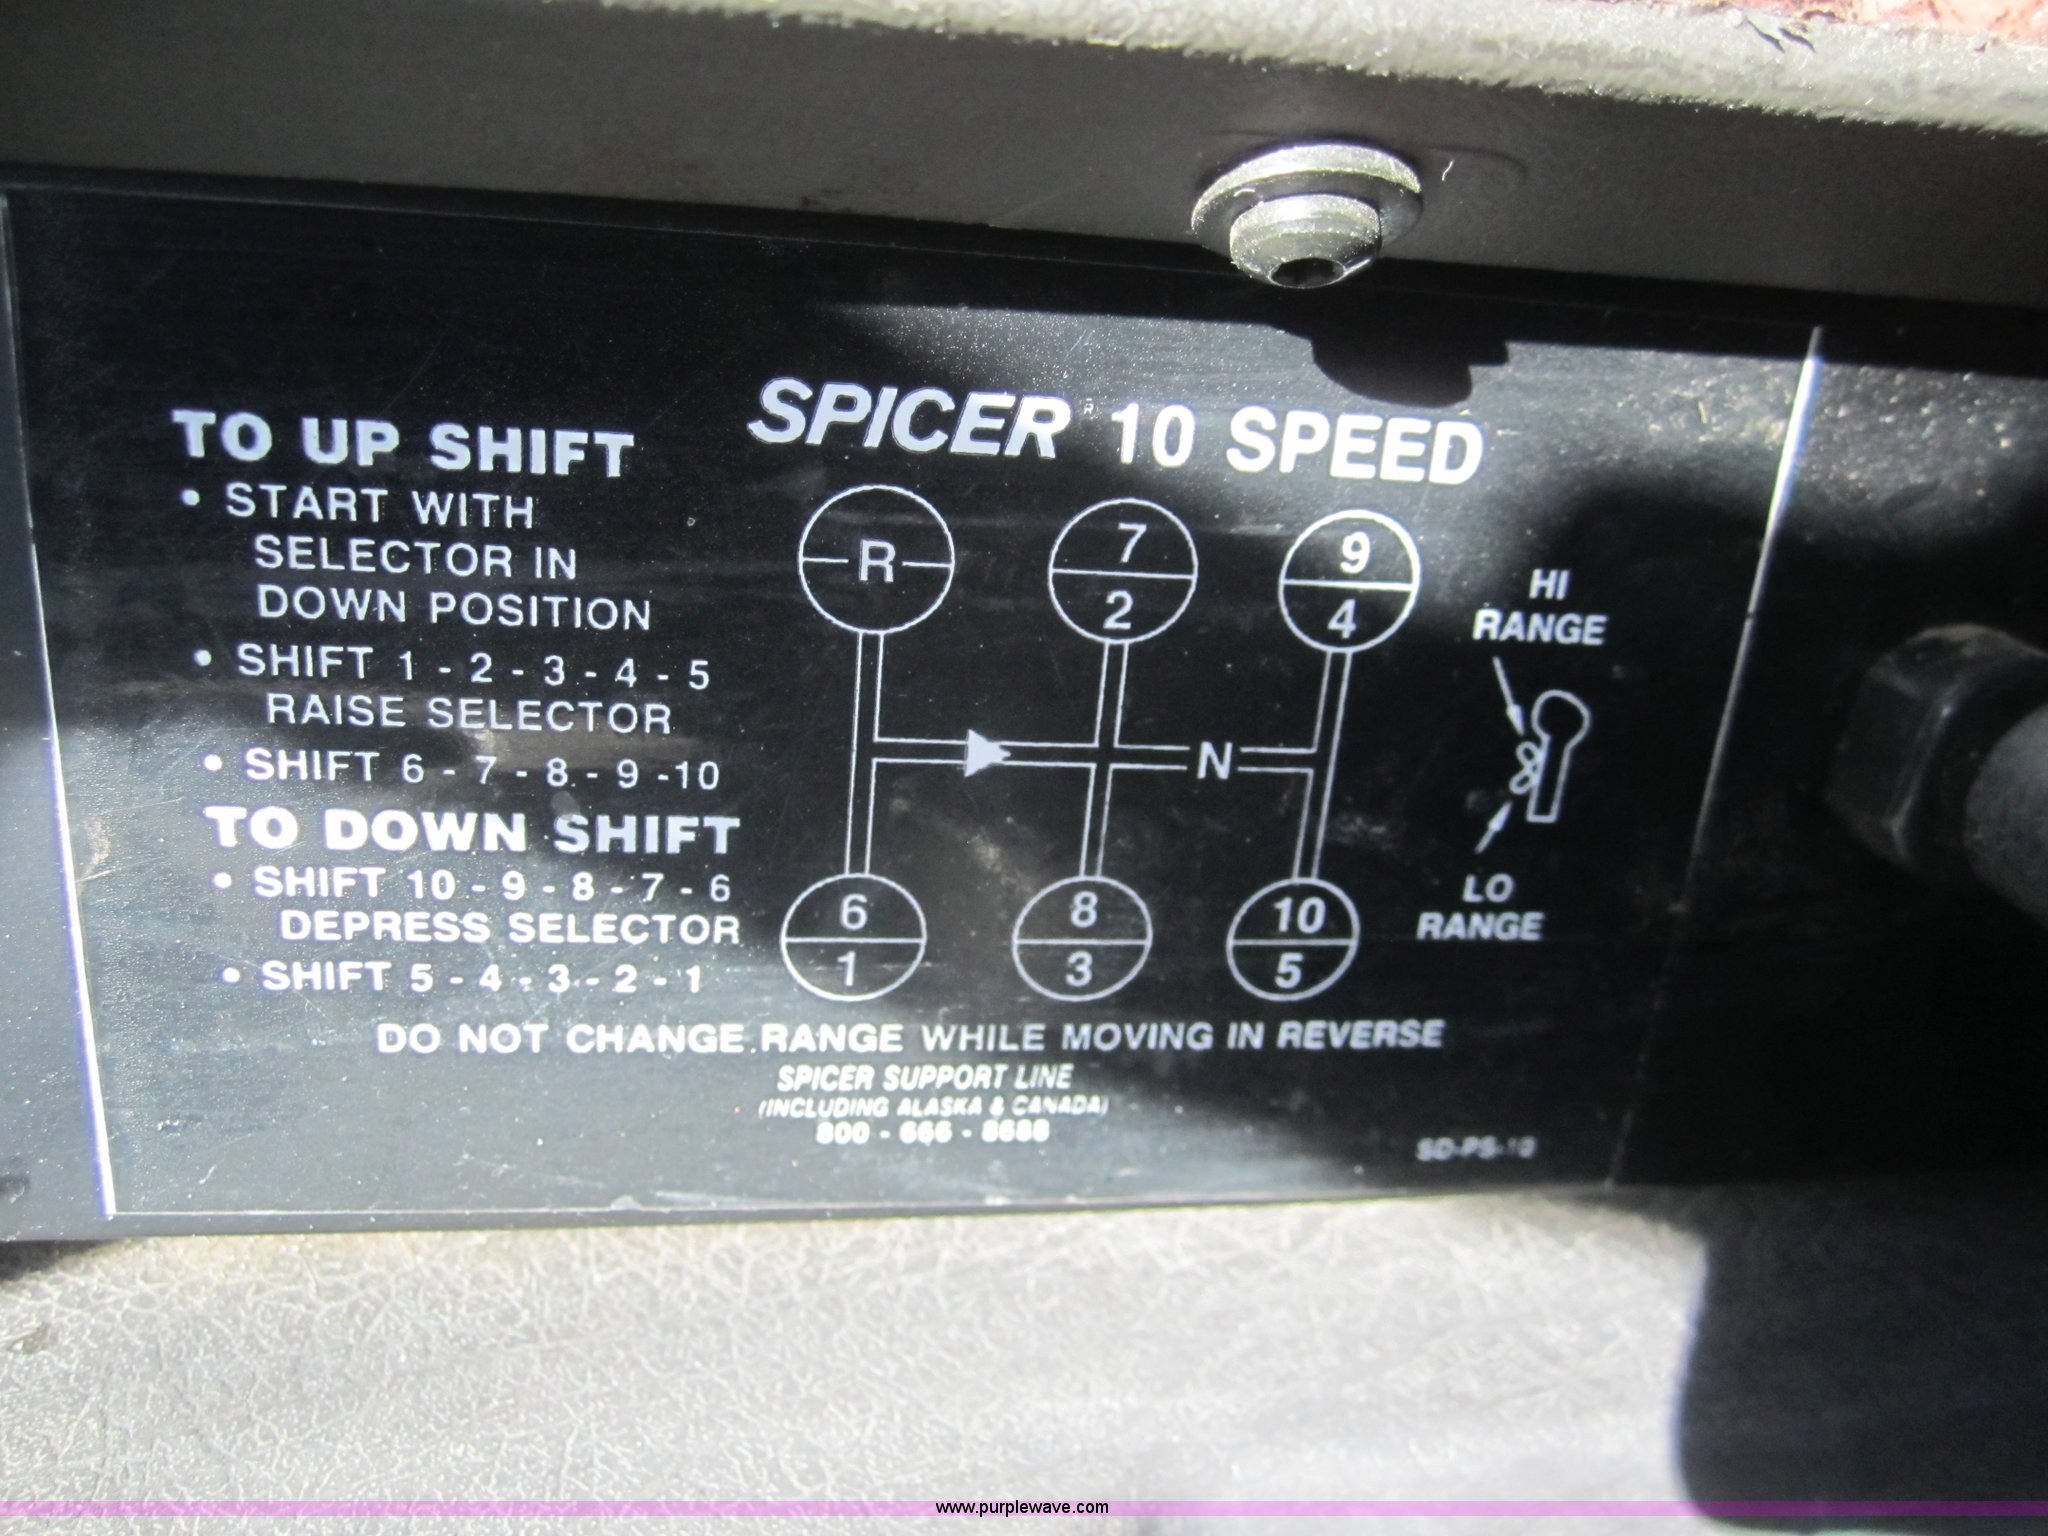 TO UP SHIFT
• START WITH
SELECTOR IN
DOWN POSITION
• SHIFT 1 - 2 - 3 - 4 - 5
RAISE SELECTOR
• SHIFT 6 - 7 - 8 - 9 -10
TO DOWN SHIFT
• SHIFT 10 - 9 - 8 - 7 - 6
DEPRESS SELECTOR
• SHIFT 5 - 4 - 3 - 2 - 1
SPICER 10 SPEED
R
7
2
9
4
N
6
1
8
3
10
5
HI
RANGE
LO
RANGE
DO NOT CHANGE RANGE WHILE MOVING IN REVERSE
SPICER SUPPORT LINE
(INCLUDING ALASKA & CANADA)
800 - 666 - 8688
SD-PS-10
www.purplewave.com